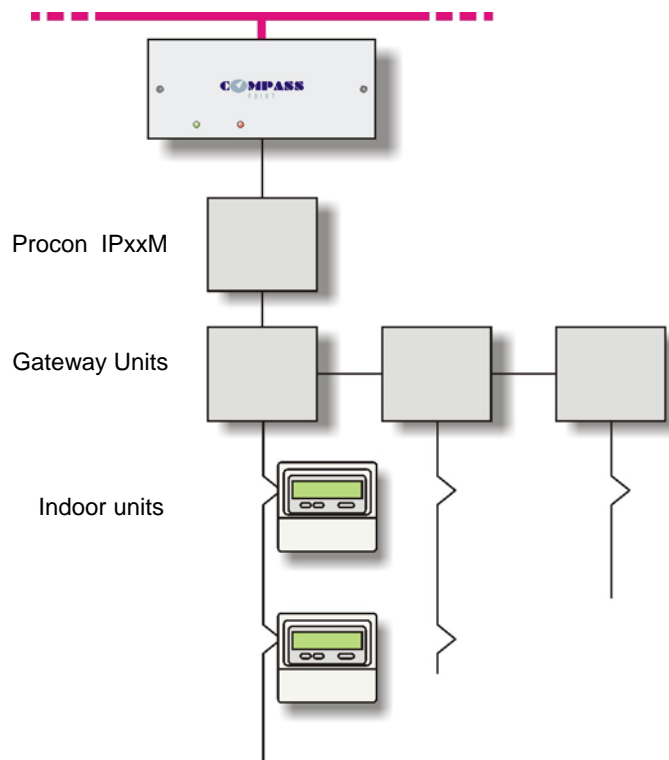 COMPASS
POINT
Procon IPxxM
Gateway Units
Indoor units